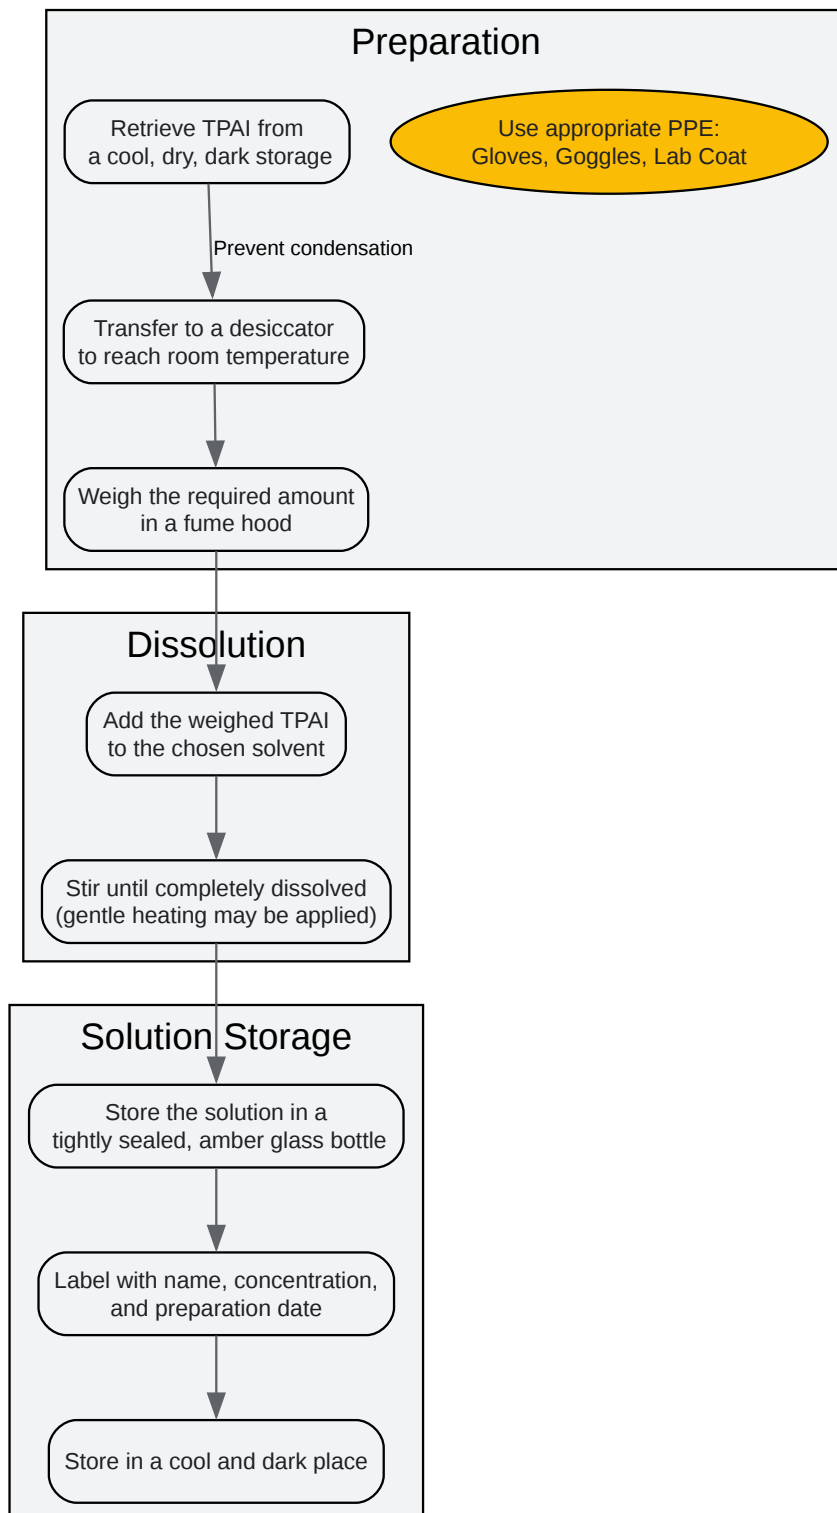 Preparation
Retrieve TPAI from
a cool, dry, dark storage
Use appropriate PPE:
Gloves, Goggles, Lab Coat
Prevent condensation
Transfer to a desiccator
to reach room temperature
Weigh the required amount
in a fume hood
Dissolution
Add the weighed TPAI
to the chosen solvent
Stir until completely dissolved
(gentle heating may be applied)
Solution Storage
Store the solution in a
tightly sealed, amber glass bottle
Label with name, concentration,
and preparation date
Store in a cool and dark place